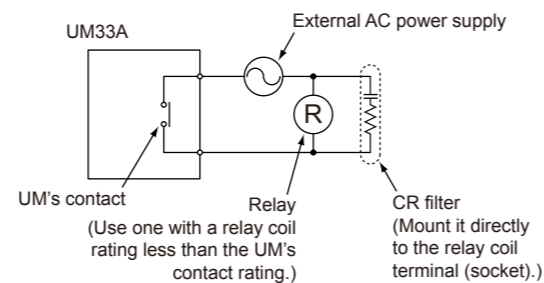 External AC power supply
UM33A
R
UM's contact
Relay
(Use one with a relay coil
rating less than the UM's
contact rating.)
CR filter
(Mount it directly
to the relay coil
terminal (socket).)